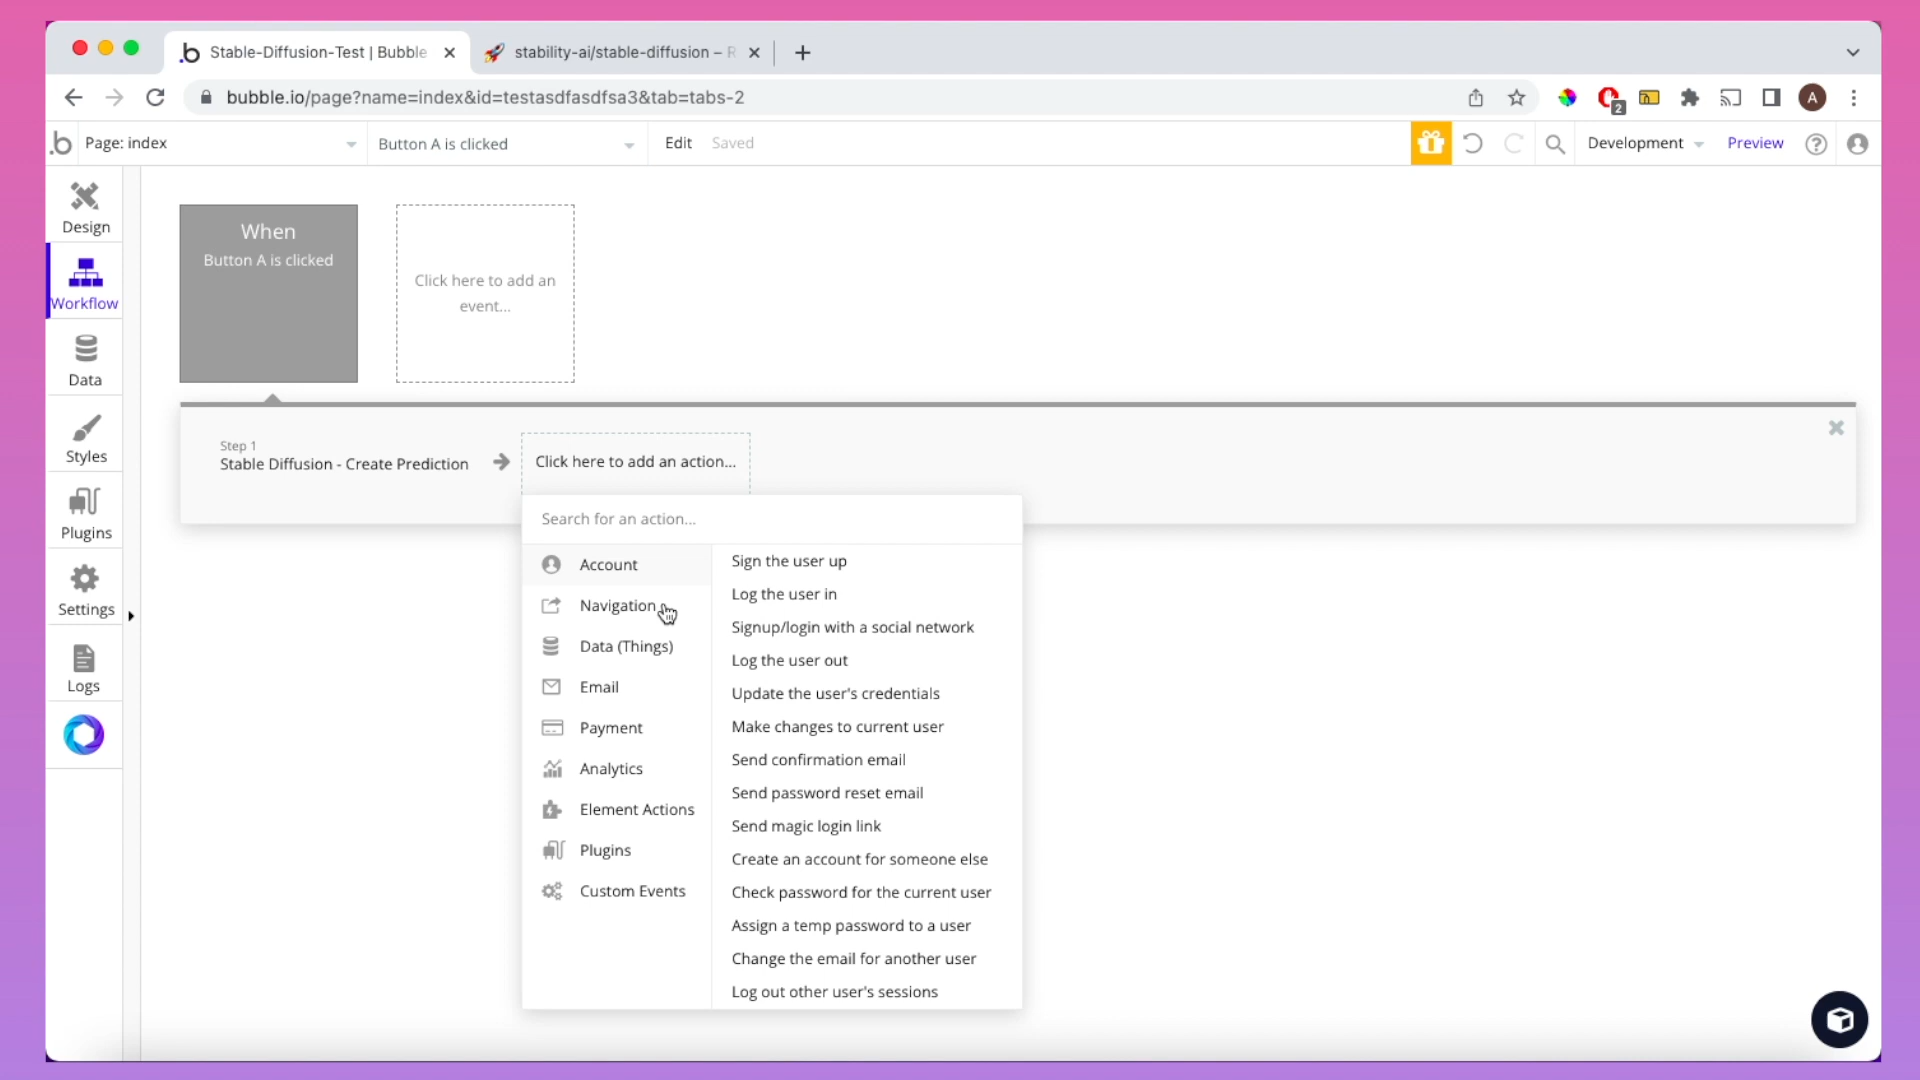 Stable-Diffusion-Test | Bubble
stability-ai/stable-diffusion – R
bubble.io/page?name=index&id=testasdfasdfsa3&tab=tabs-2
2
A
b
Page: index
Button A is clicked
Edit
Saved
Development
Preview
?
Design
Workflow
Data
Styles
Plugins
Settings
Logs
When
Button A is clicked
Click here to add an
event...
Step 1
Stable Diffusion - Create Prediction
Click here to add an action...
Search for an action...
Account
Navigation
Data (Things)
Email
Payment
Analytics
Element Actions
Plugins
Custom Events
Sign the user up
Log the user in
Signup/login with a social network
Log the user out
Update the user's credentials
Make changes to current user
Send confirmation email
Send password reset email
Send magic login link
Create an account for someone else
Check password for the current user
Assign a temp password to a user
Change the email for another user
Log out other user's sessions